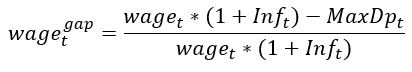 wage_t^gap = (wage_t * (1 + Inf_t) − MaxDp_t) / (wage_t * (1 + Inf_t))